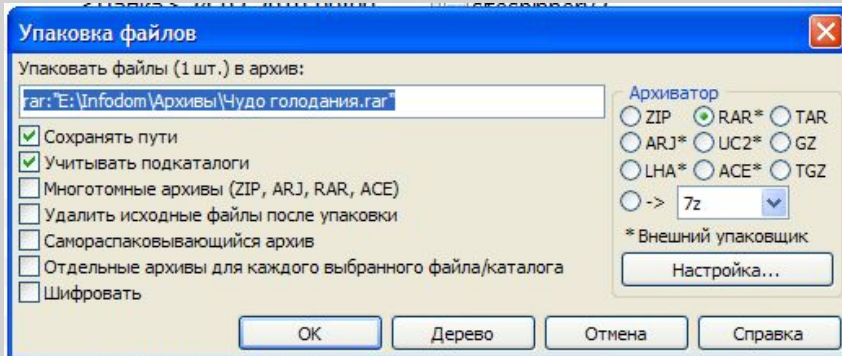 Упаковка файлов
Упаковать файлы (1 шт.) в архив:
rar:"E:\Infodom\Архивы\Чудо голодания.rar"
Сохранять пути
Учитывать подкаталоги
Многотомные архивы (ZIP, ARJ, RAR, ACE)
Удалить исходные файлы после упаковки
Самораспаковывающийся архив
Отдельные архивы для каждого выбранного файла/каталога
Шифровать
Архиватор
ZIP RAR* TAR
ARJ* UC2* GZ
LHA* ACE* TGZ
-> 7z
* Внешний упаковщик
Настройка...
OK Дерево Отмена Справка